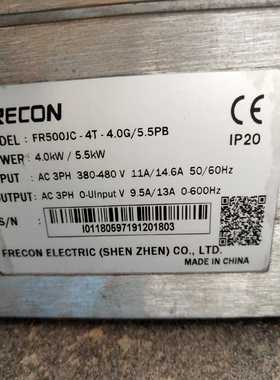 RECON
CE
DEL : FR500JC - 4T - 4.0G/5.5PB
IP20
WER : 4.0kW / 5.5kW
PUT : AC 3PH 380-480 V 11A/14.6A 50/60Hz
UTPUT: AC 3PH 0-Uinput V 9.5A/13A 0-600Hz
S/N :
I01180597191201803
FRECON ELECTRIC (SHEN ZHEN) CO., LTD.
MADE IN CHINA